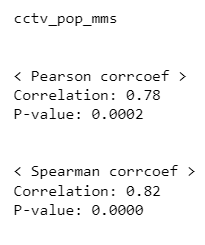 cctv_pop_mms
< Pearson corrcoef >
Correlation: 0.78
P-value: 0.0002
< Spearman corrcoef >
Correlation: 0.82
P-value: 0.0000